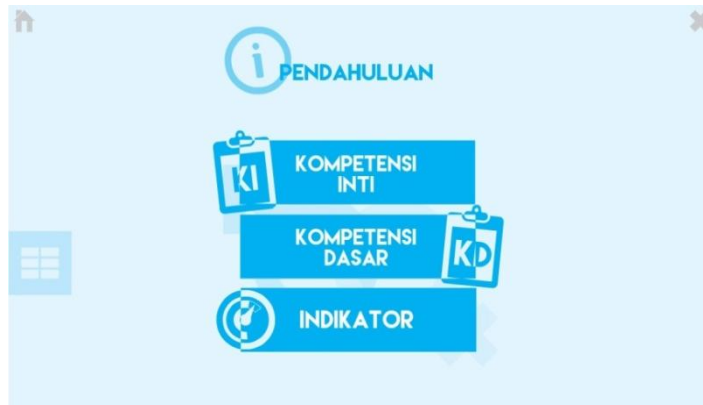 i
PENDAHULUAN
KI
KOMPETENSI
INTI
KOMPETENSI
DASAR
KD
INDIKATOR